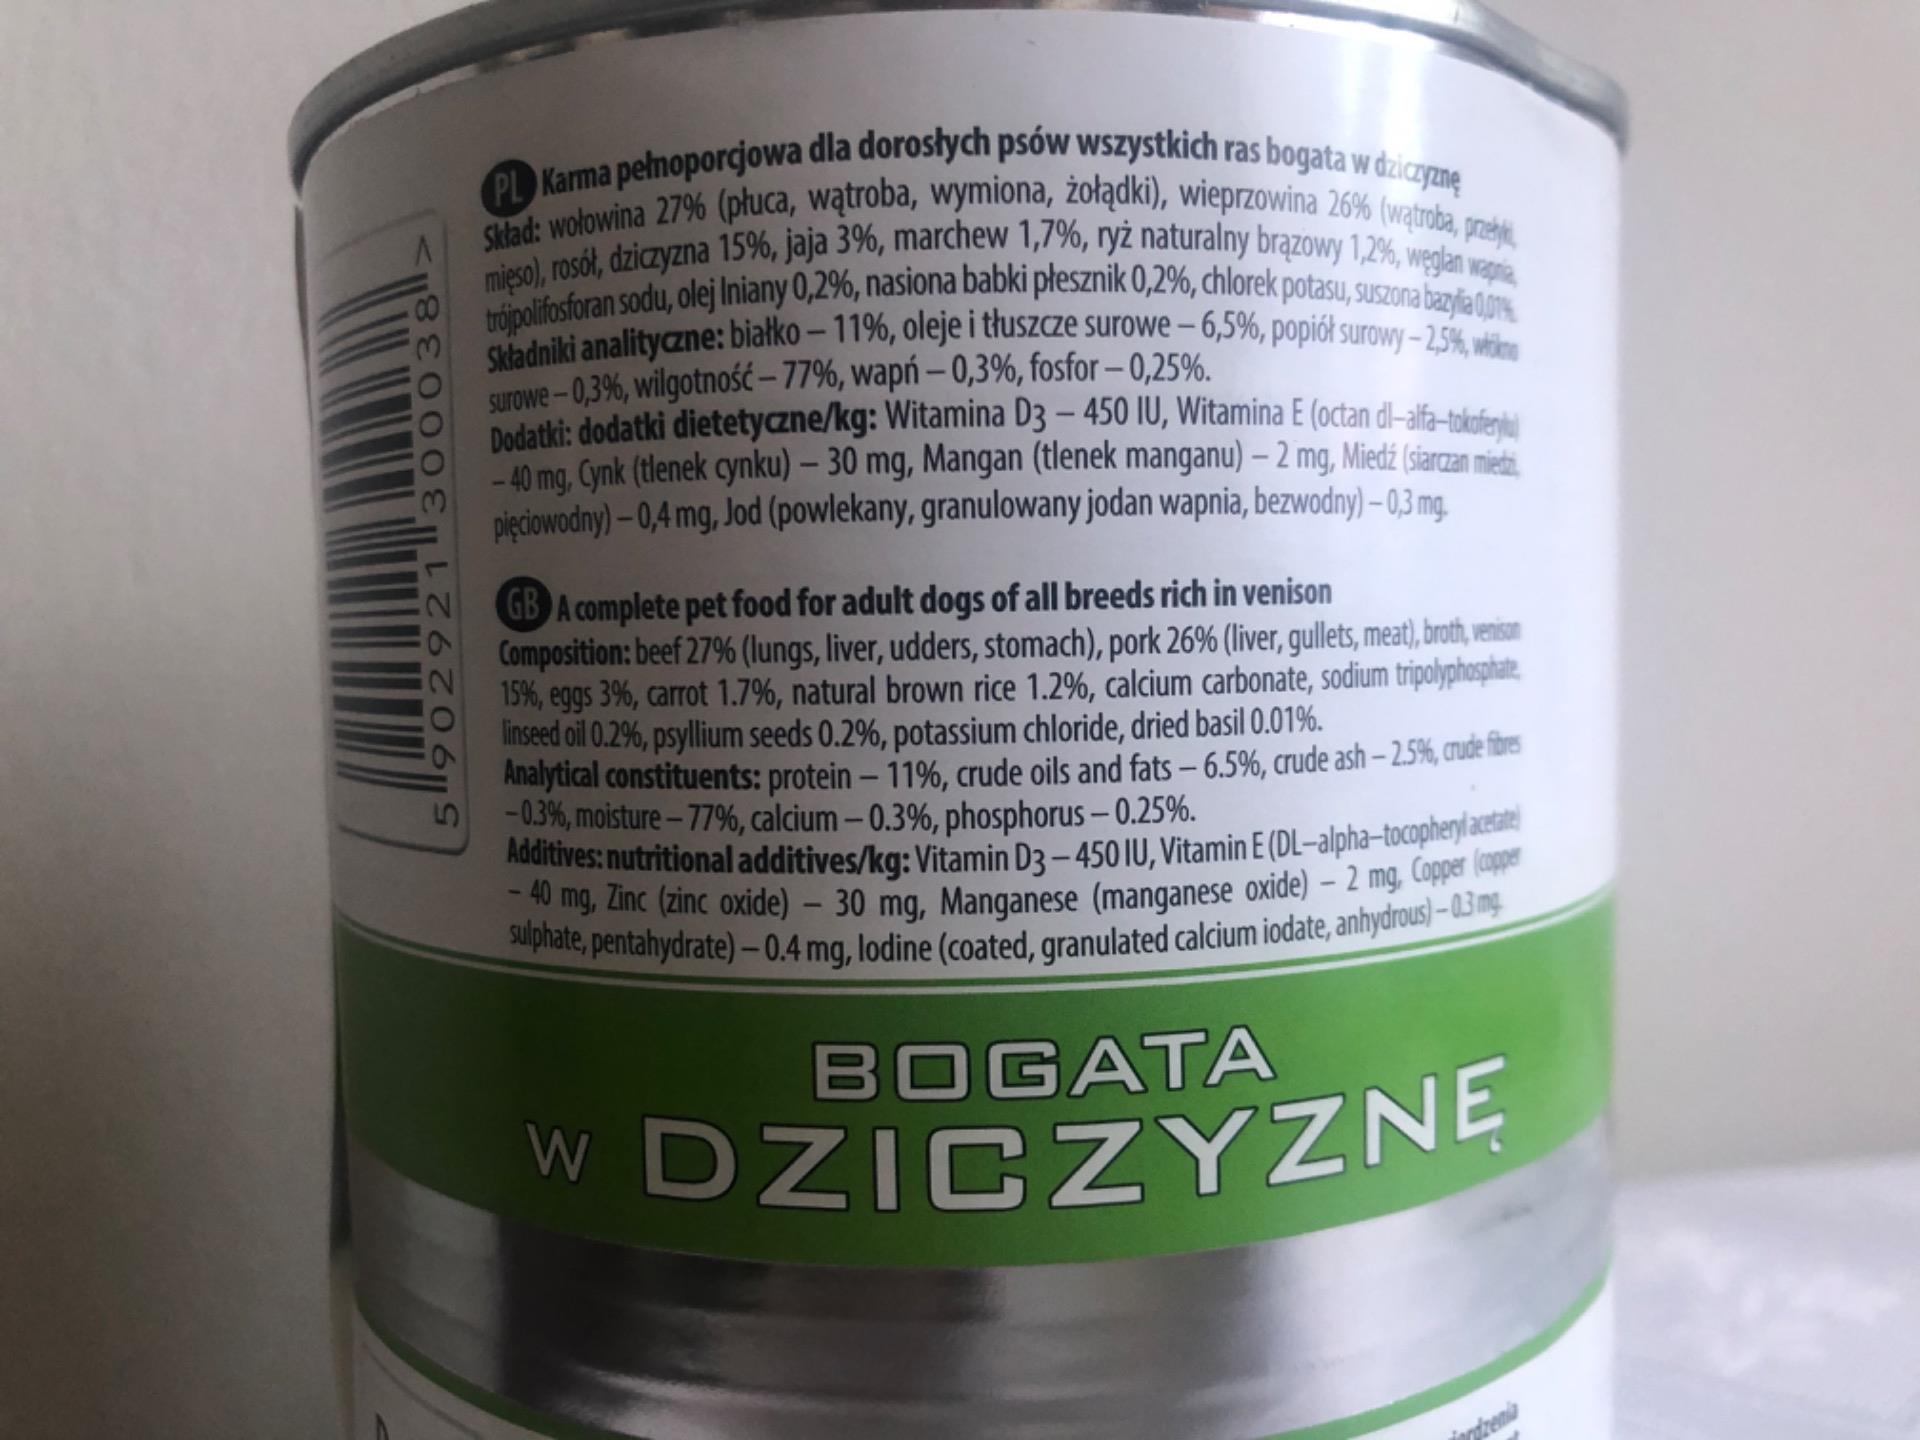 PL Karma pełnoporcjowa dla dorosłych psów wszystkich ras bogata w dziczyznę
Skład: wołowina 27% (płuca, wątroba, wymiona, żołądki), wieprzowina 26% (wątroba, przełyki,
mięso), rosół, dziczyzna 15%, jaja 3%, marchew 1,7%, ryż naturalny brązowy 1,2%, węglan wapnia,
trójpolifosforan sodu, olej lniany 0,2%, nasiona babki płesznik 0,2%, chlorek potasu, suszona bazylia 0,01%.
Składniki analityczne: białko – 11%, oleje i tłuszcze surowe – 6,5%, popiół surowy – 2,5%, włókno
surowe – 0,3%, wilgotność – 77%, wapń – 0,3%, fosfor – 0,25%.
Dodatki: dodatki dietetyczne/kg: Witamina D3 – 450 IU, Witamina E (octan dl–alfa–tokoferylu)
– 40 mg, Cynk (tlenek cynku) – 30 mg, Mangan (tlenek manganu) – 2 mg, Miedź (siarczan miedzi,
pięciowodny) – 0,4 mg, Jod (powlekany, granulowany jodan wapnia, bezwodny) – 0,3 mg.
GB A complete pet food for adult dogs of all breeds rich in venison
Composition: beef 27% (lungs, liver, udders, stomach), pork 26% (liver, gullets, meat), broth, venison
15%, eggs 3%, carrot 1.7%, natural brown rice 1.2%, calcium carbonate, sodium tripolyphosphate,
linseed oil 0.2%, psyllium seeds 0.2%, potassium chloride, dried basil 0.01%.
Analytical constituents: protein – 11%, crude oils and fats – 6.5%, crude ash – 2.5%, crude fibres
– 0.3%, moisture – 77%, calcium – 0.3%, phosphorus – 0.25%.
Additives: nutritional additives/kg: Vitamin D3 – 450 IU, Vitamin E (DL–alpha–tocopheryl acetate)
– 40 mg, Zinc (zinc oxide) – 30 mg, Manganese (manganese oxide) – 2 mg, Copper (copper
sulphate, pentahydrate) – 0.4 mg, Iodine (coated, granulated calcium iodate, anhydrous) – 0.3 mg.
5 902921 300038 >
BOGATA
W DZICZYZNĘ